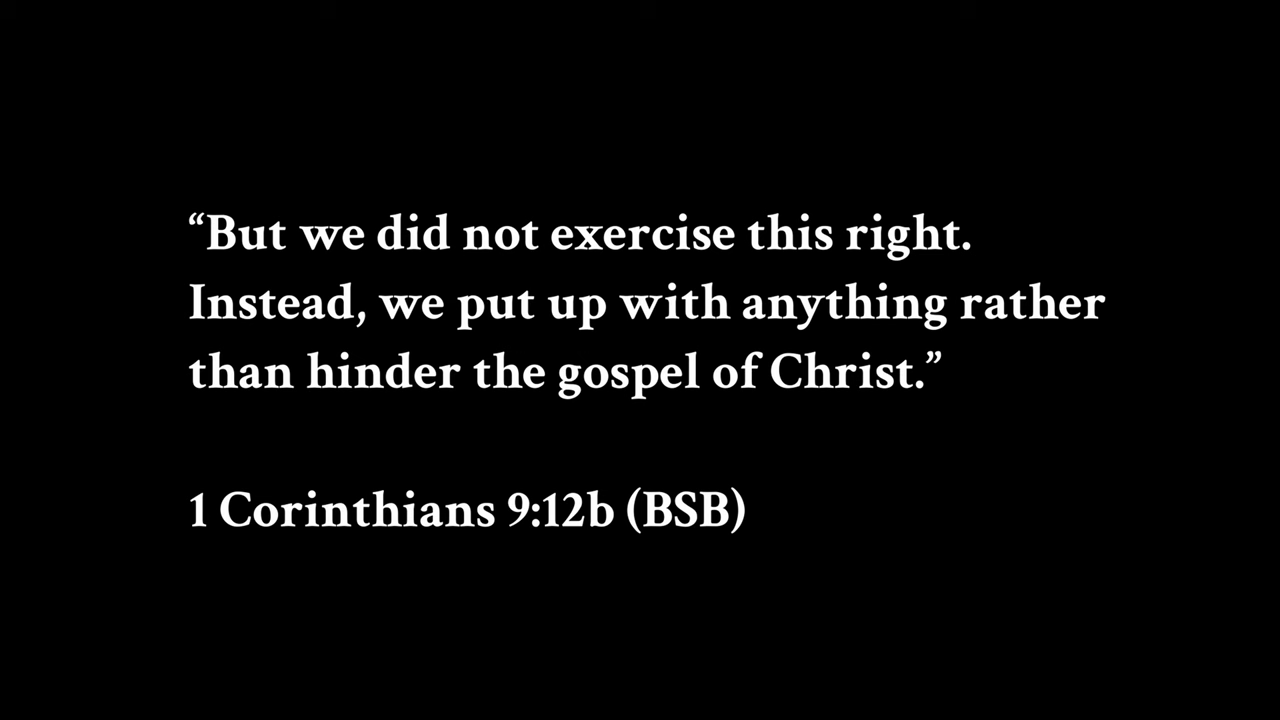 “But we did not exercise this right.
Instead, we put up with anything rather
than hinder the gospel of Christ.”
1 Corinthians 9:12b (BSB)